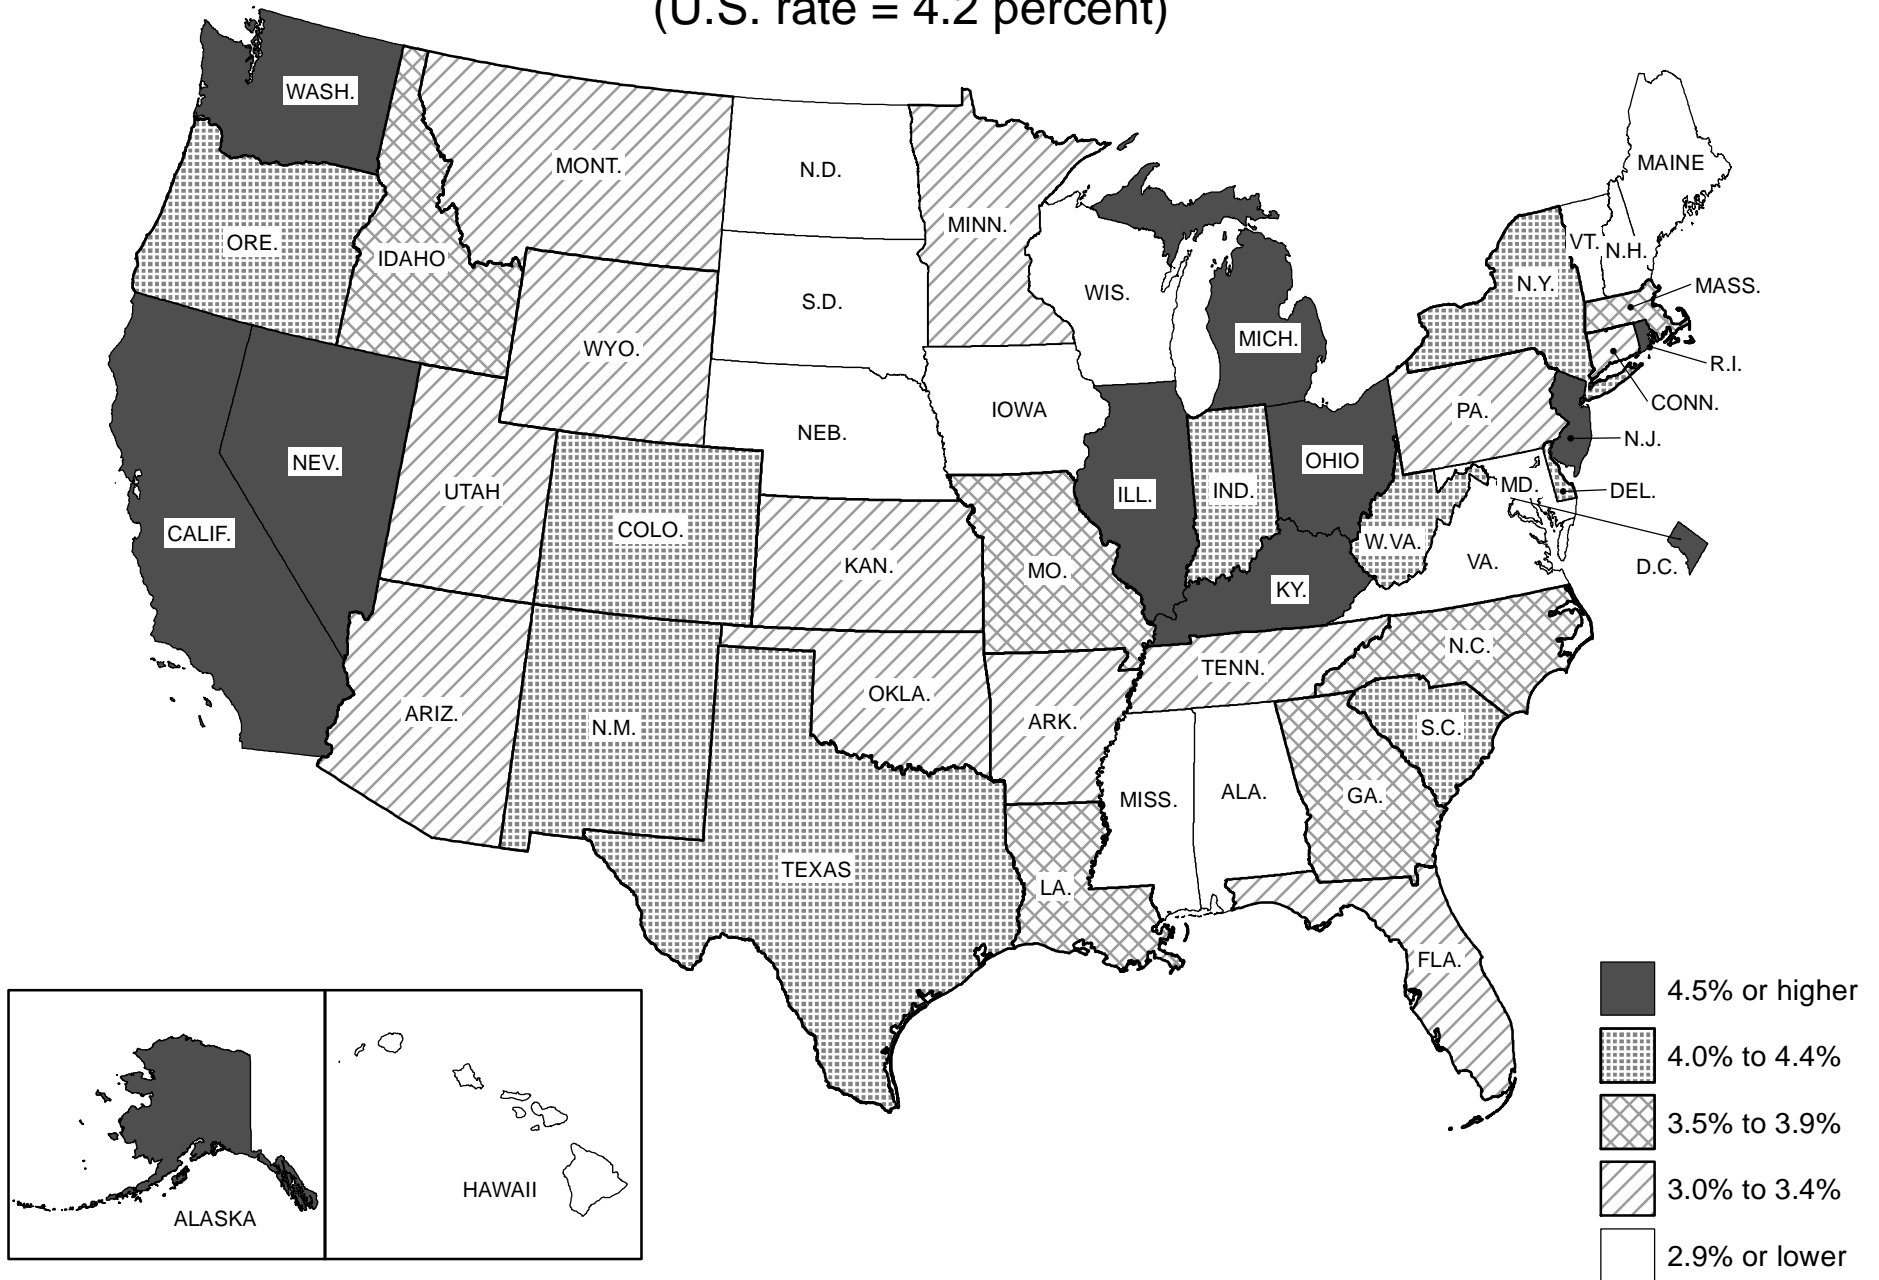 (U.S. rate = 4.2 percent)
WASH.
MONT.
N.D.
MINN.
MAINE
ORE.
IDAHO
VT.
N.H.
WIS.
N.Y.
MASS.
S.D.
WYO.
MICH.
R.I.
CONN.
IOWA
PA.
NEB.
N.J.
NEV.
UTAH
OHIO
ILL.
IND.
MD.
DEL.
CALIF.
COLO.
KAN.
MO.
W.VA.
VA.
D.C.
KY.
N.C.
TENN.
OKLA.
ARIZ.
N.M.
ARK.
S.C.
MISS.
ALA.
GA.
TEXAS
LA.
FLA.
HAWAII
ALASKA
4.5% or higher
4.0% to 4.4%
3.5% to 3.9%
3.0% to 3.4%
2.9% or lower